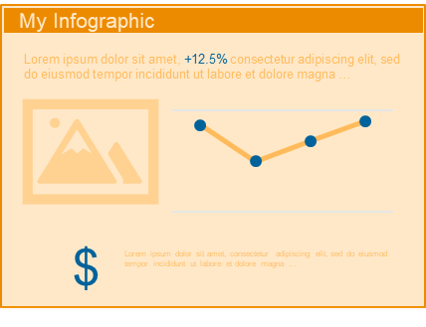 My Infographic
Lorem ipsum dolor sit amet, +12.5% consectetur adipiscing elit, sed
do eiusmod tempor incididunt ut labore et dolore magna ...
$
Lorem ipsum dolor sit amet, consectetur adipiscing elit, sed do eiusmod
tempor incididunt ut labore et dolore magna ...